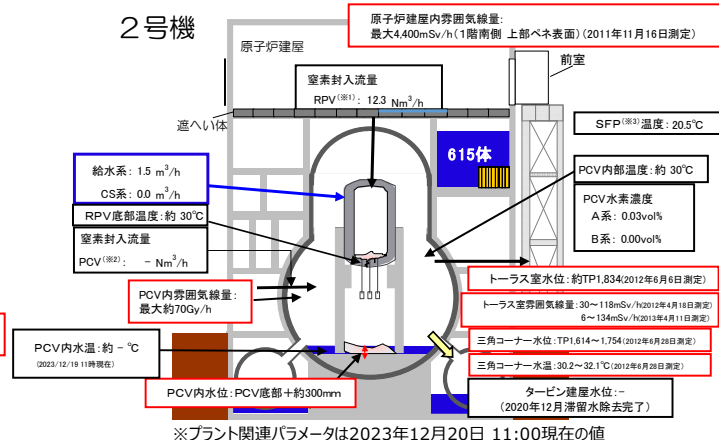 2号機
原子炉建屋内雰囲気線量:
最大4,400mSv/h(1階南側 上部ペネ表面)(2011年11月16日測定)
原子炉建屋
前室
窒素封入流量
RPV(※1): 12.3 Nm³/h
遮へい体
SFP(※3)温度: 20.5℃
615体
給水系: 1.5 m³/h
CS系: 0.0 m³/h
PCV内部温度: 約 30℃
RPV底部温度: 約 30℃
PCV水素濃度
A系: 0.03vol%
B系: 0.00vol%
窒素封入流量
PCV(※2): - Nm³/h
トーラス室水位: 約TP1,834(2012年6月6日測定)
PCV内雰囲気線量:
最大約70Gy/h
トーラス室雰囲気線量: 30~118mSv/h(2012年4月18日測定)
6~134mSv/h(2013年4月11日測定)
三角コーナー水位: TP1,614~1,754(2012年6月28日測定)
PCV内水温: 約 - ℃
(2023/12/19 11時現在)
三角コーナー水温: 30.2~32.1℃(2012年6月28日測定)
PCV内水位: PCV底部+約300mm
タービン建屋水位: -
(2020年12月滞留水除去完了)
※プラント関連パラメータは2023年12月20日 11:00現在の値